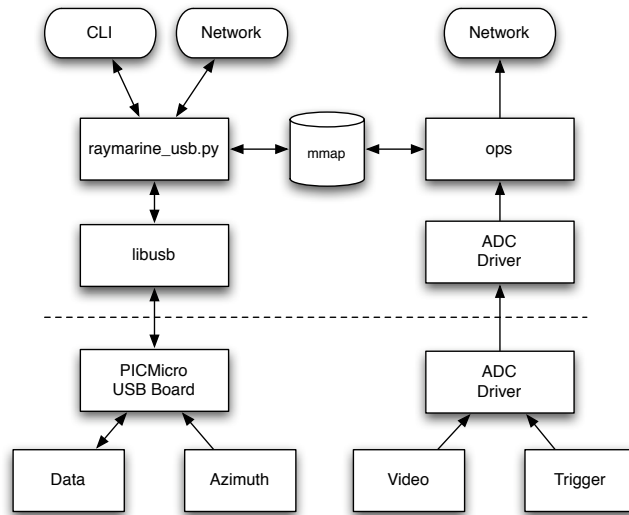 CLI
Network
Network
raymarine_usb.py
mmap
ops
libusb
ADC
Driver
PICMicro
USB Board
ADC
Driver
Data
Azimuth
Video
Trigger